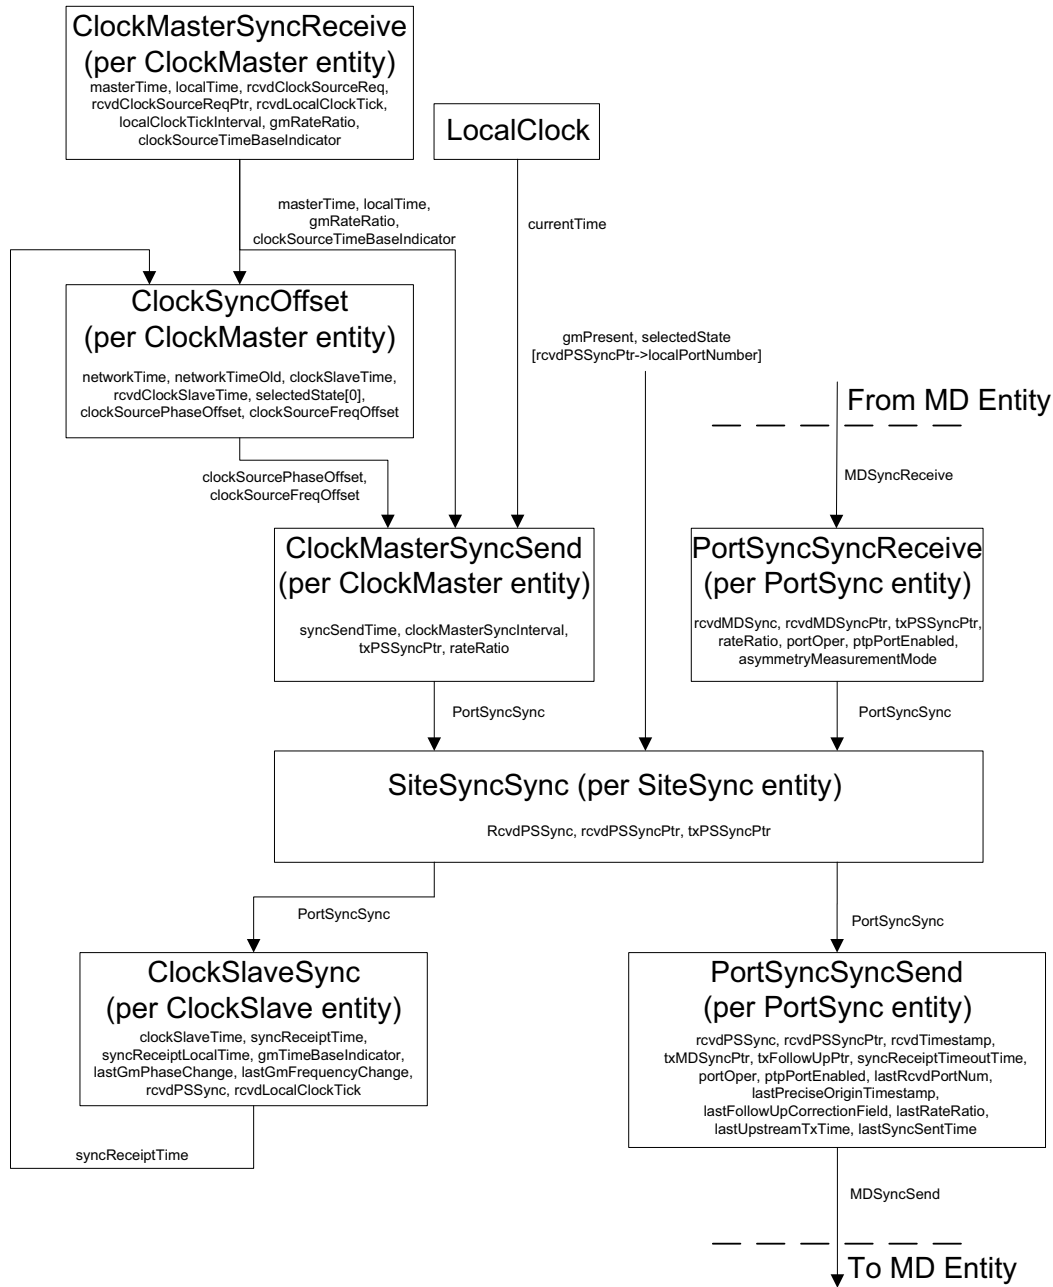 ClockMasterSyncReceive
(per ClockMaster entity)
masterTime, localTime, rcvdClockSourceReq,
rcvdClockSourceReqPtr, rcvdLocalClockTick,
localClockTickInterval, gmRateRatio,
clockSourceTimeBaseIndicator
LocalClock
masterTime, localTime,
gmRateRatio,
clockSourceTimeBaseIndicator
currentTime
ClockSyncOffset
(per ClockMaster entity)
networkTime, networkTimeOld, clockSlaveTime,
rcvdClockSlaveTime, selectedState[0],
clockSourcePhaseOffset, clockSourceFreqOffset
gmPresent, selectedState
[rcvdPSSyncPtr->localPortNumber]
From MD Entity
clockSourcePhaseOffset,
clockSourceFreqOffset
MDSyncReceive
ClockMasterSyncSend
(per ClockMaster entity)
syncSendTime, clockMasterSyncInterval,
txPSSyncPtr, rateRatio
PortSyncSyncReceive
(per PortSync entity)
rcvdMDSync, rcvdMDSyncPtr, txPSSyncPtr,
rateRatio, portOper, ptpPortEnabled,
asymmetryMeasurementMode
PortSyncSync
PortSyncSync
SiteSyncSync (per SiteSync entity)
RcvdPSSync, rcvdPSSyncPtr, txPSSyncPtr
PortSyncSync
PortSyncSync
ClockSlaveSync
(per ClockSlave entity)
clockSlaveTime, syncReceiptTime,
syncReceiptLocalTime, gmTimeBaseIndicator,
lastGmPhaseChange, lastGmFrequencyChange,
rcvdPSSync, rcvdLocalClockTick
PortSyncSyncSend
(per PortSync entity)
rcvdPSSync, rcvdPSSyncPtr, rcvdTimestamp,
txMDSyncPtr, txFollowUpPtr, syncReceiptTimeoutTime,
portOper, ptpPortEnabled, lastRcvdPortNum,
lastPreciseOriginTimestamp,
lastFollowUpCorrectionField, lastRateRatio,
lastUpstreamTxTime, lastSyncSentTime
syncReceiptTime
MDSyncSend
To MD Entity